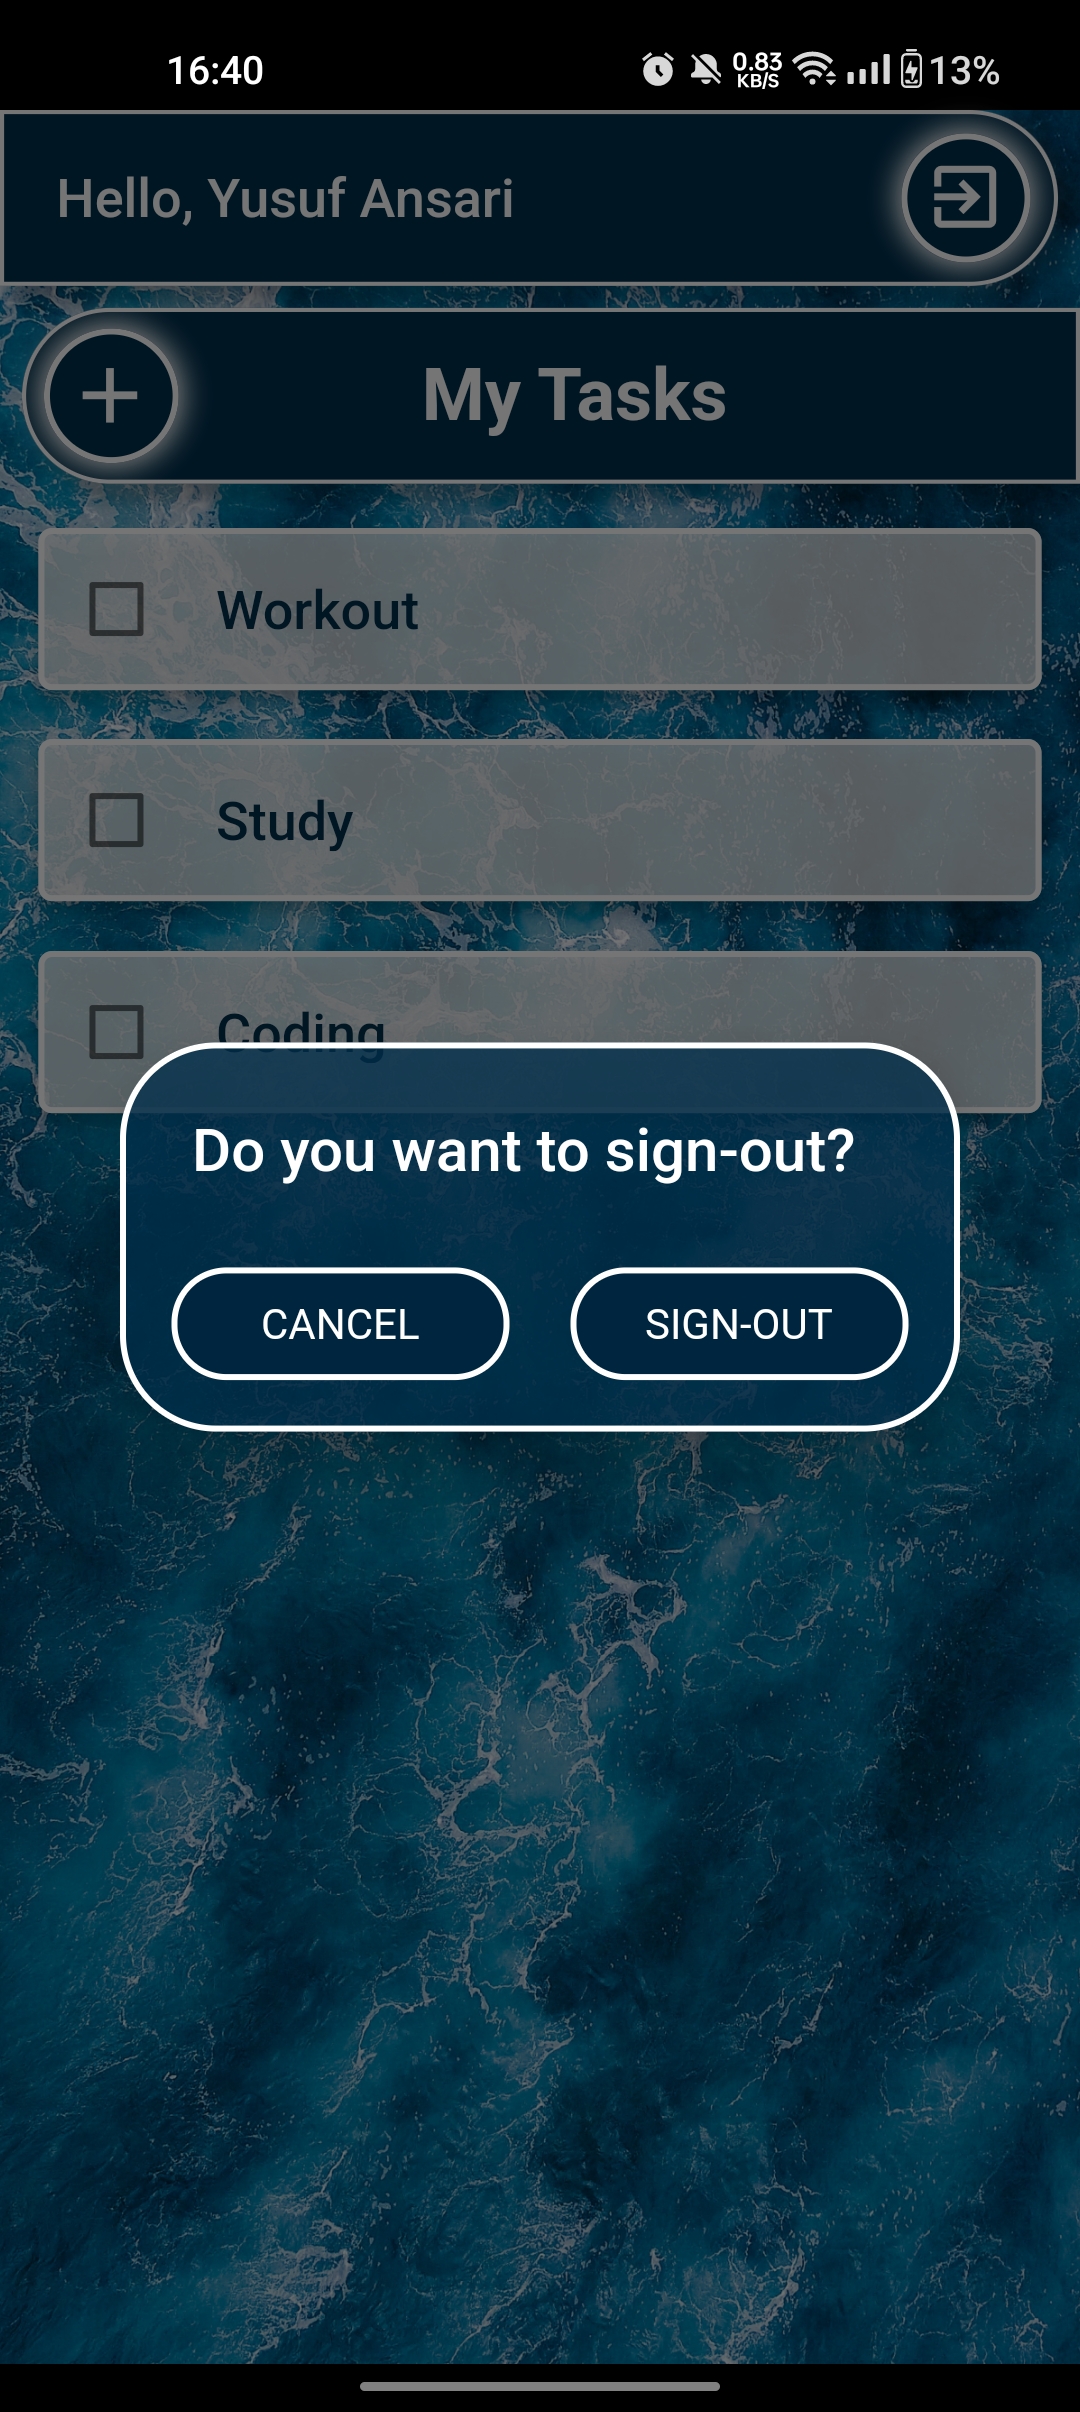 16:40
0.83
KB/S
13%
Hello, Yusuf Ansari
My Tasks
Workout
Study
Coding
Do you want to sign-out?
CANCEL
SIGN-OUT